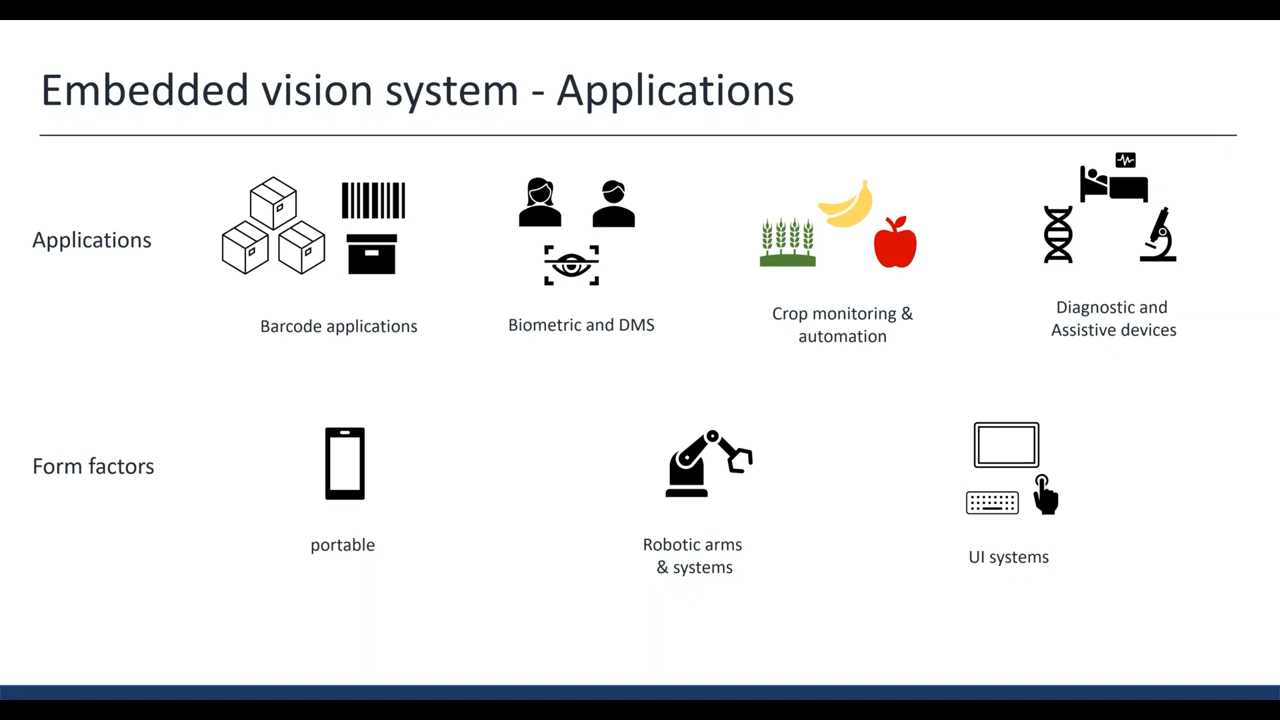 Embedded vision system - Applications
Applications
Barcode applications
Biometric and DMS
Crop monitoring &
automation
Diagnostic and
Assistive devices
Form factors
portable
Robotic arms
& systems
UI systems